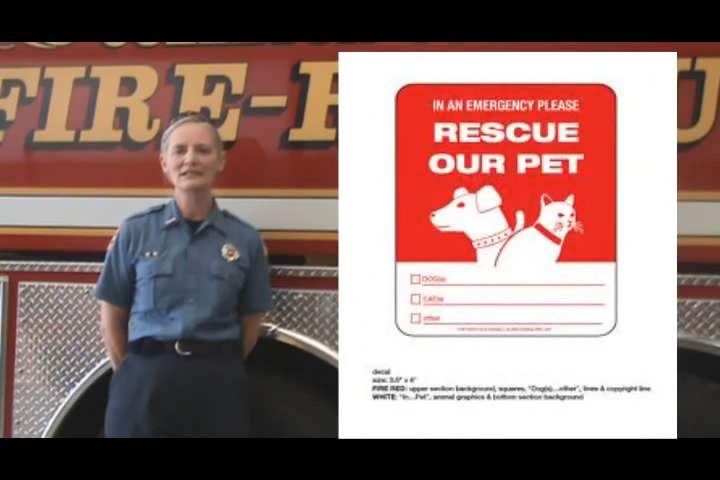 FIRE-R
U
IN AN EMERGENCY PLEASE
RESCUE
OUR PET
DOG(s)
CAT(s)
other
decal
size: 3.5" x 4"
FIRE RED: upper section background, squares, "Dog(s)...other", lines & copyright line
WHITE: "In...Pet", animal graphics & bottom section background